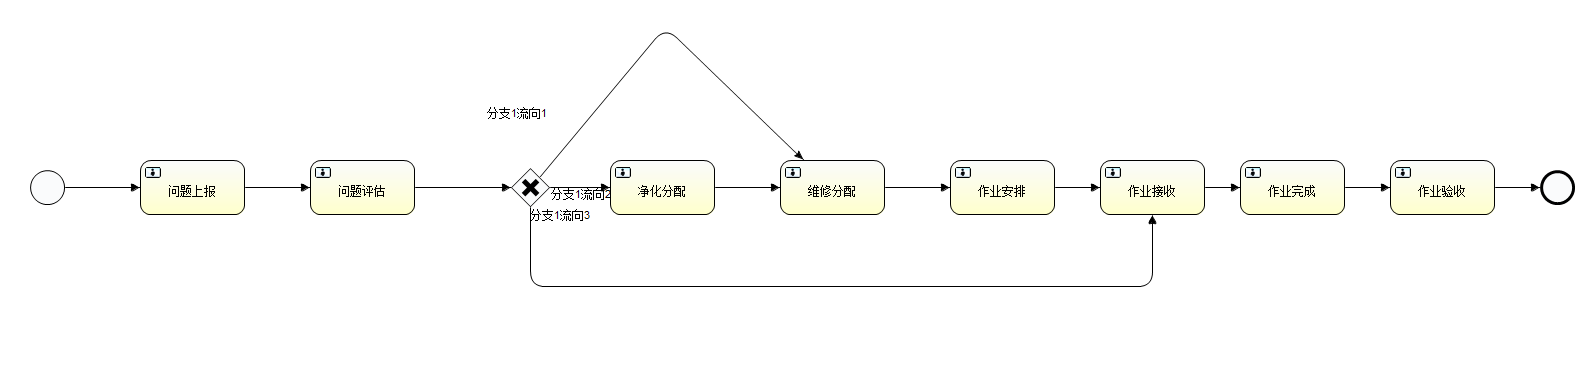 分支1流向1
问题上报
问题评估
分支1流向2
净化分配
维修分配
作业安排
作业接收
作业完成
作业验收
分支1流向3